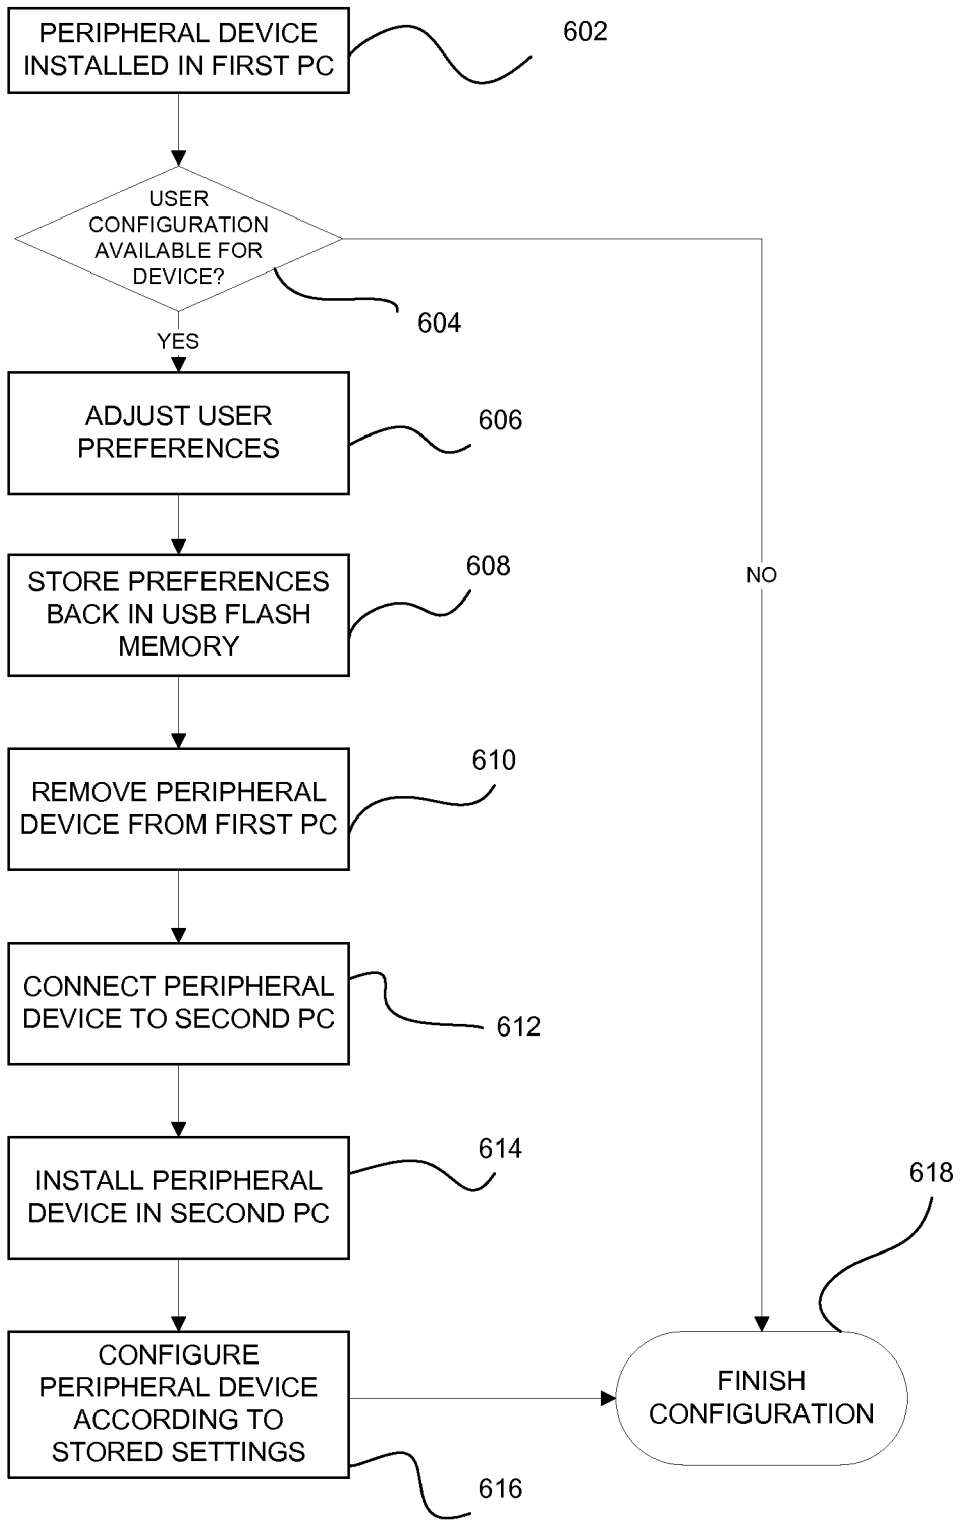 PERIPHERAL DEVICE
INSTALLED IN FIRST PC
602
USER
CONFIGURATION
AVAILABLE FOR
DEVICE?
604
YES
ADJUST USER
PREFERENCES
606
STORE PREFERENCES
BACK IN USB FLASH
MEMORY
608
NO
REMOVE PERIPHERAL
DEVICE FROM FIRST PC
610
CONNECT PERIPHERAL
DEVICE TO SECOND PC
612
INSTALL PERIPHERAL
DEVICE IN SECOND PC
614
618
CONFIGURE
PERIPHERAL DEVICE
ACCORDING TO
STORED SETTINGS
616
FINISH
CONFIGURATION